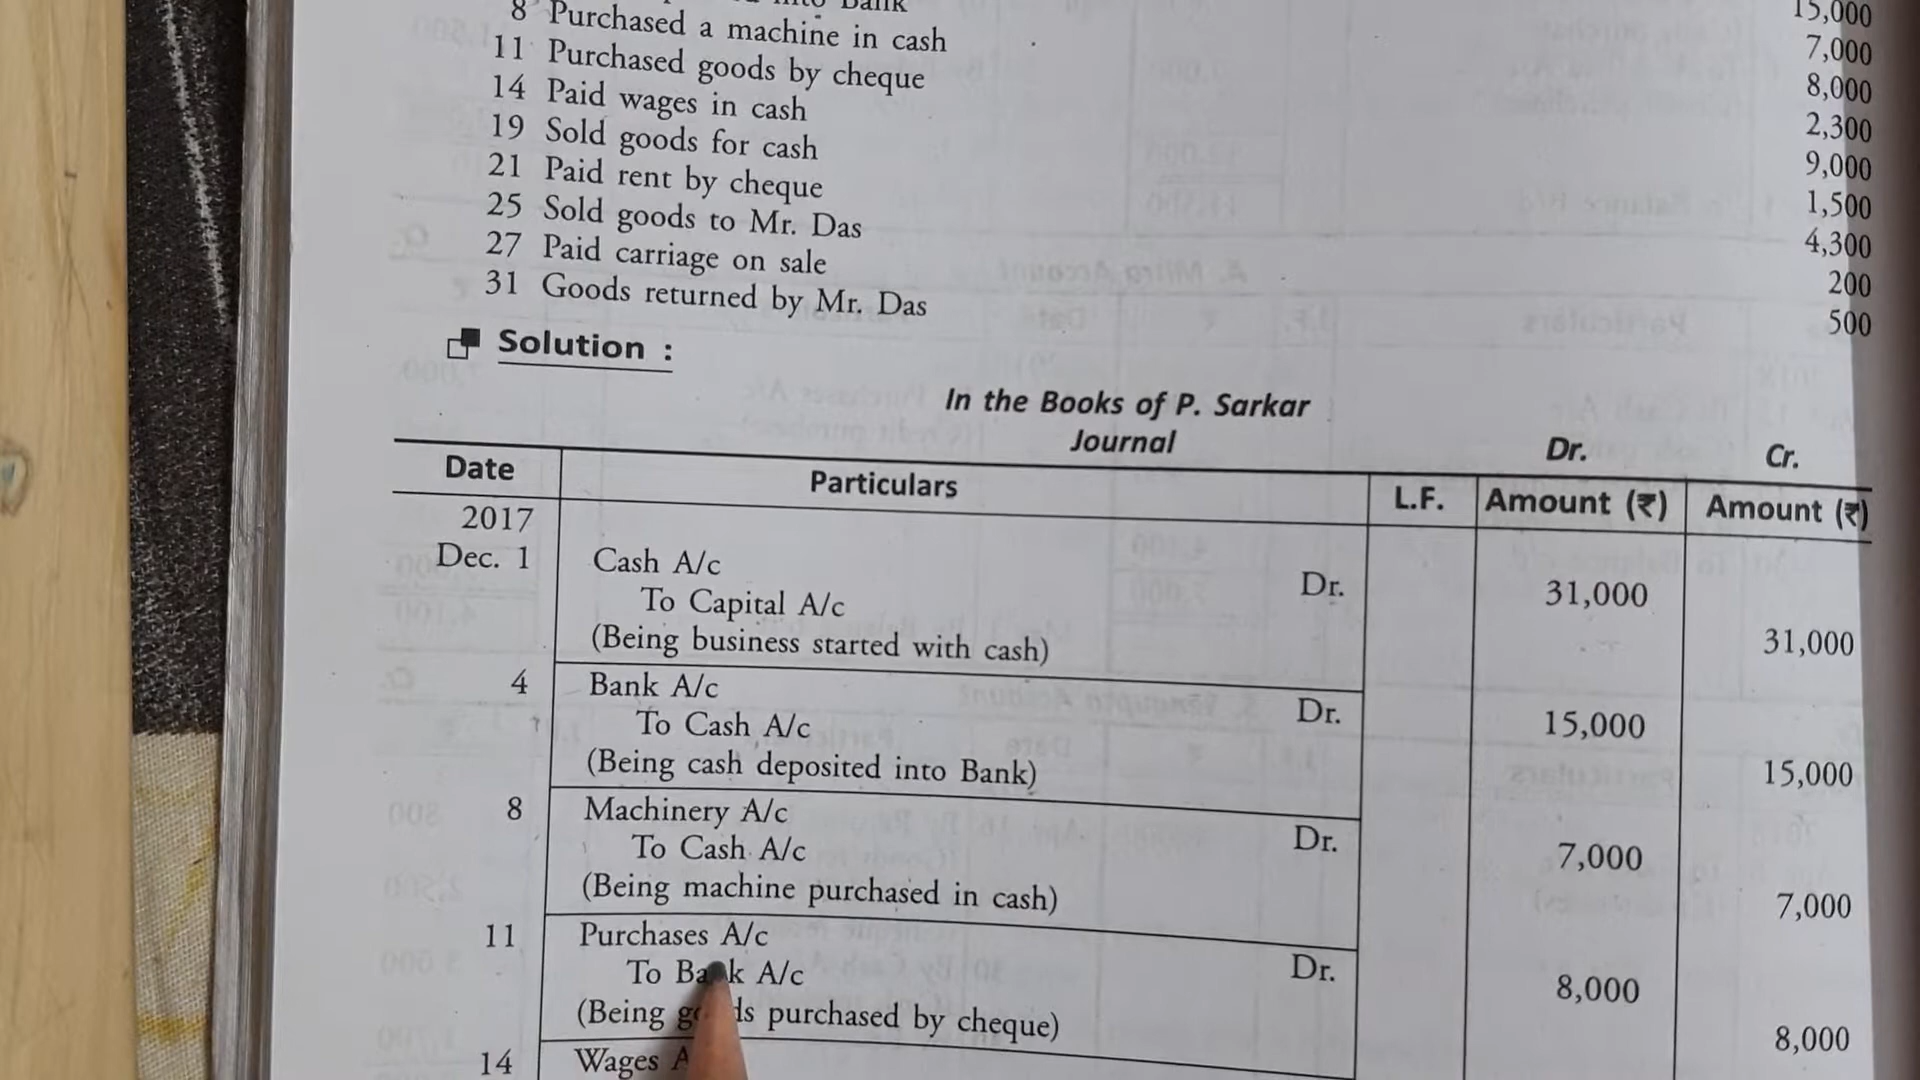 Bank 15,000
8 Purchased a machine in cash 7,000
11 Purchased goods by cheque 8,000
14 Paid wages in cash 2,300
19 Sold goods for cash 9,000
21 Paid rent by cheque 1,500
25 Sold goods to Mr. Das 4,300
27 Paid carriage on sale 200
31 Goods returned by Mr. Das 500
Solution :
In the Books of P. Sarkar
Journal Dr. Cr.
Date Particulars L.F. Amount (₹) Amount (₹)
2017
Dec. 1 Cash A/c Dr. 31,000
To Capital A/c 31,000
(Being business started with cash)
4 Bank A/c Dr. 15,000
To Cash A/c 15,000
(Being cash deposited into Bank)
8 Machinery A/c Dr. 7,000
To Cash A/c 7,000
(Being machine purchased in cash)
11 Purchases A/c Dr. 8,000
To Bank A/c 8,000
(Being goods purchased by cheque)
14 Wages A